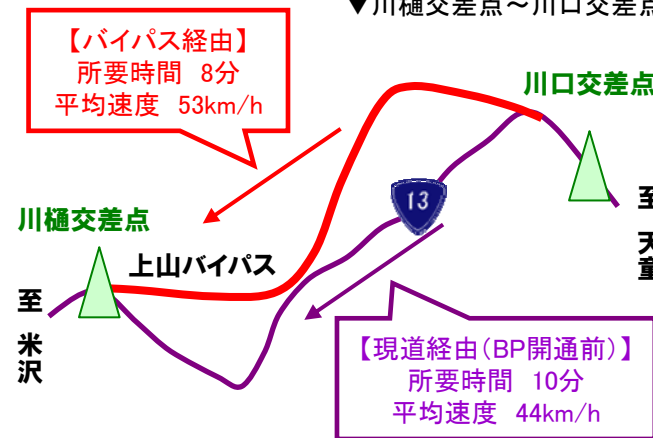 ▼川樋交差点～川口交差点
【バイパス経由】
所要時間 8分
平均速度 53km/h
川口交差点
13
至 天童
川樋交差点
上山バイパス
至 米沢
【現道経由(BP開通前)】
所要時間 10分
平均速度 44km/h